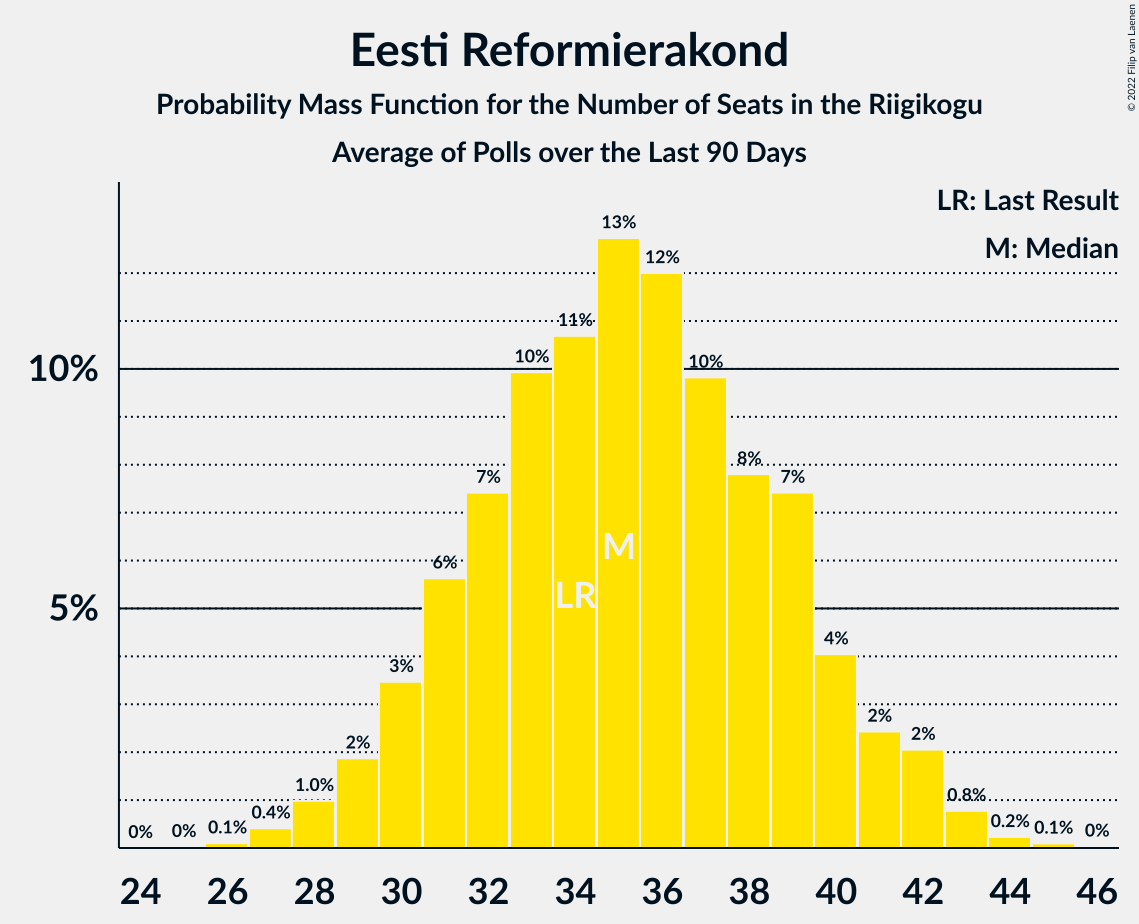 Eesti Reformierakond
Probability Mass Function for the Number of Seats in the Riigikogu
Average of Polls over the Last 90 Days
© 2022 Filip van Laenen
LR: Last Result
M: Median
10%
5%
0%
0%
0.1%
0.4%
1.0%
2%
3%
6%
7%
10%
11%
13%
12%
10%
8%
7%
4%
2%
2%
0.8%
0.2%
0.1%
0%
M
LR
24 26 28 30 32 34 36 38 40 42 44 46